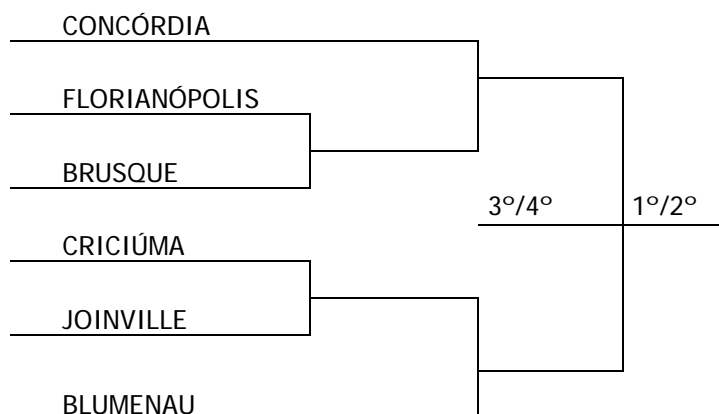 CONCÓRDIA
FLORIANÓPOLIS
BRUSQUE
3º/4º
1º/2º
CRICIÚMA
JOINVILLE
BLUMENAU